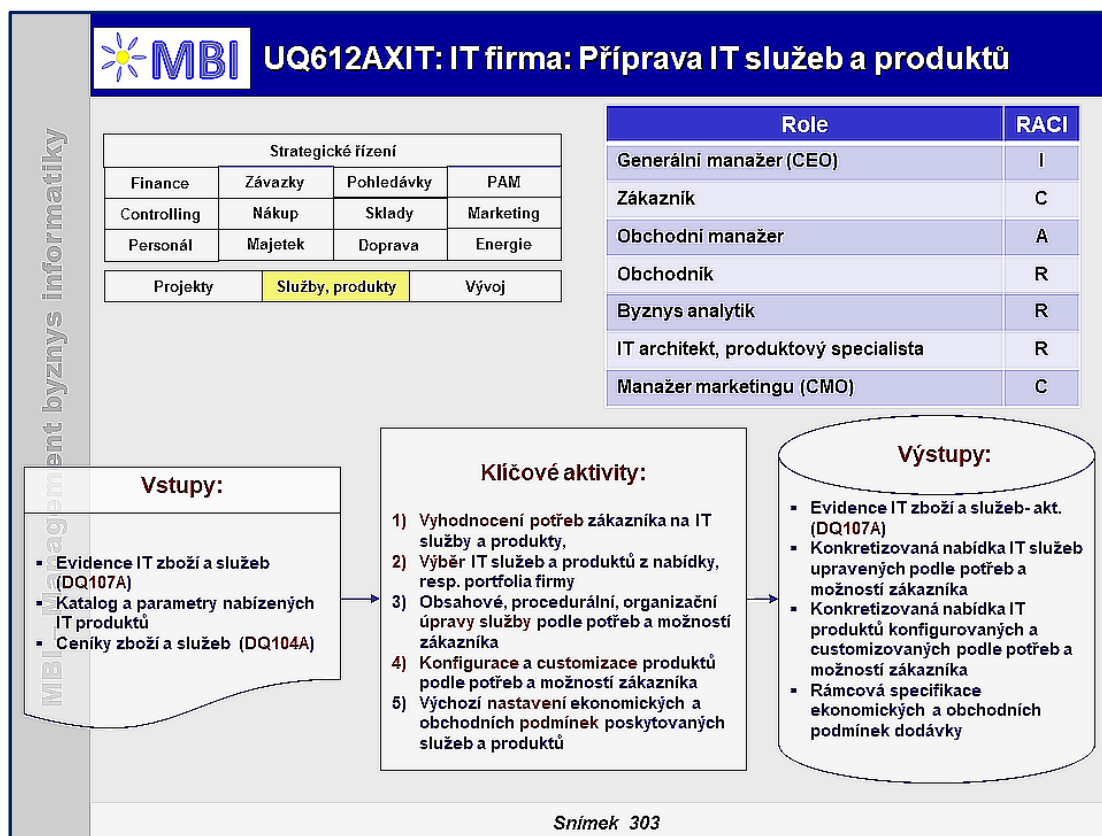 MBI
UQ612AXIT: IT firma: Příprava IT služeb a produktů
MBI – Management byznys informatiky
Strategické řízení
Finance Závazky Pohledávky PAM
Controlling Nákup Sklady Marketing
Personál Majetek Doprava Energie
Projekty Služby, produkty Vývoj
Role RACI
Generální manažer (CEO) I
Zákazník C
Obchodní manažer A
Obchodník R
Byznys analytik R
IT architekt, produktový specialista R
Manažer marketingu (CMO) C
Vstupy:
▪ Evidence IT zboží a služeb
(DQ107A)
▪ Katalog a parametry nabízených
IT produktů
▪ Ceníky zboží a služeb (DQ104A)
Klíčové aktivity:
1) Vyhodnocení potřeb zákazníka na IT
služby a produkty,
2) Výběr IT služeb a produktů z nabídky,
resp. portfolia firmy
3) Obsahové, procedurální, organizační
úpravy služby podle potřeb a možností
zákazníka
4) Konfigurace a customizace produktů
podle potřeb a možností zákazníka
5) Výchozí nastavení ekonomických a
obchodních podmínek poskytovaných
služeb a produktů
Výstupy:
▪ Evidence IT zboží a služeb- akt.
(DQ107A)
▪ Konkretizovaná nabídka IT služeb
upravených podle potřeb a
možností zákazníka
▪ Konkretizovaná nabídka IT
produktů konfigurovaných a
customizovaných podle potřeb a
možností zákazníka
▪ Rámcová specifikace
ekonomických a obchodních
podmínek dodávky
Snímek 303